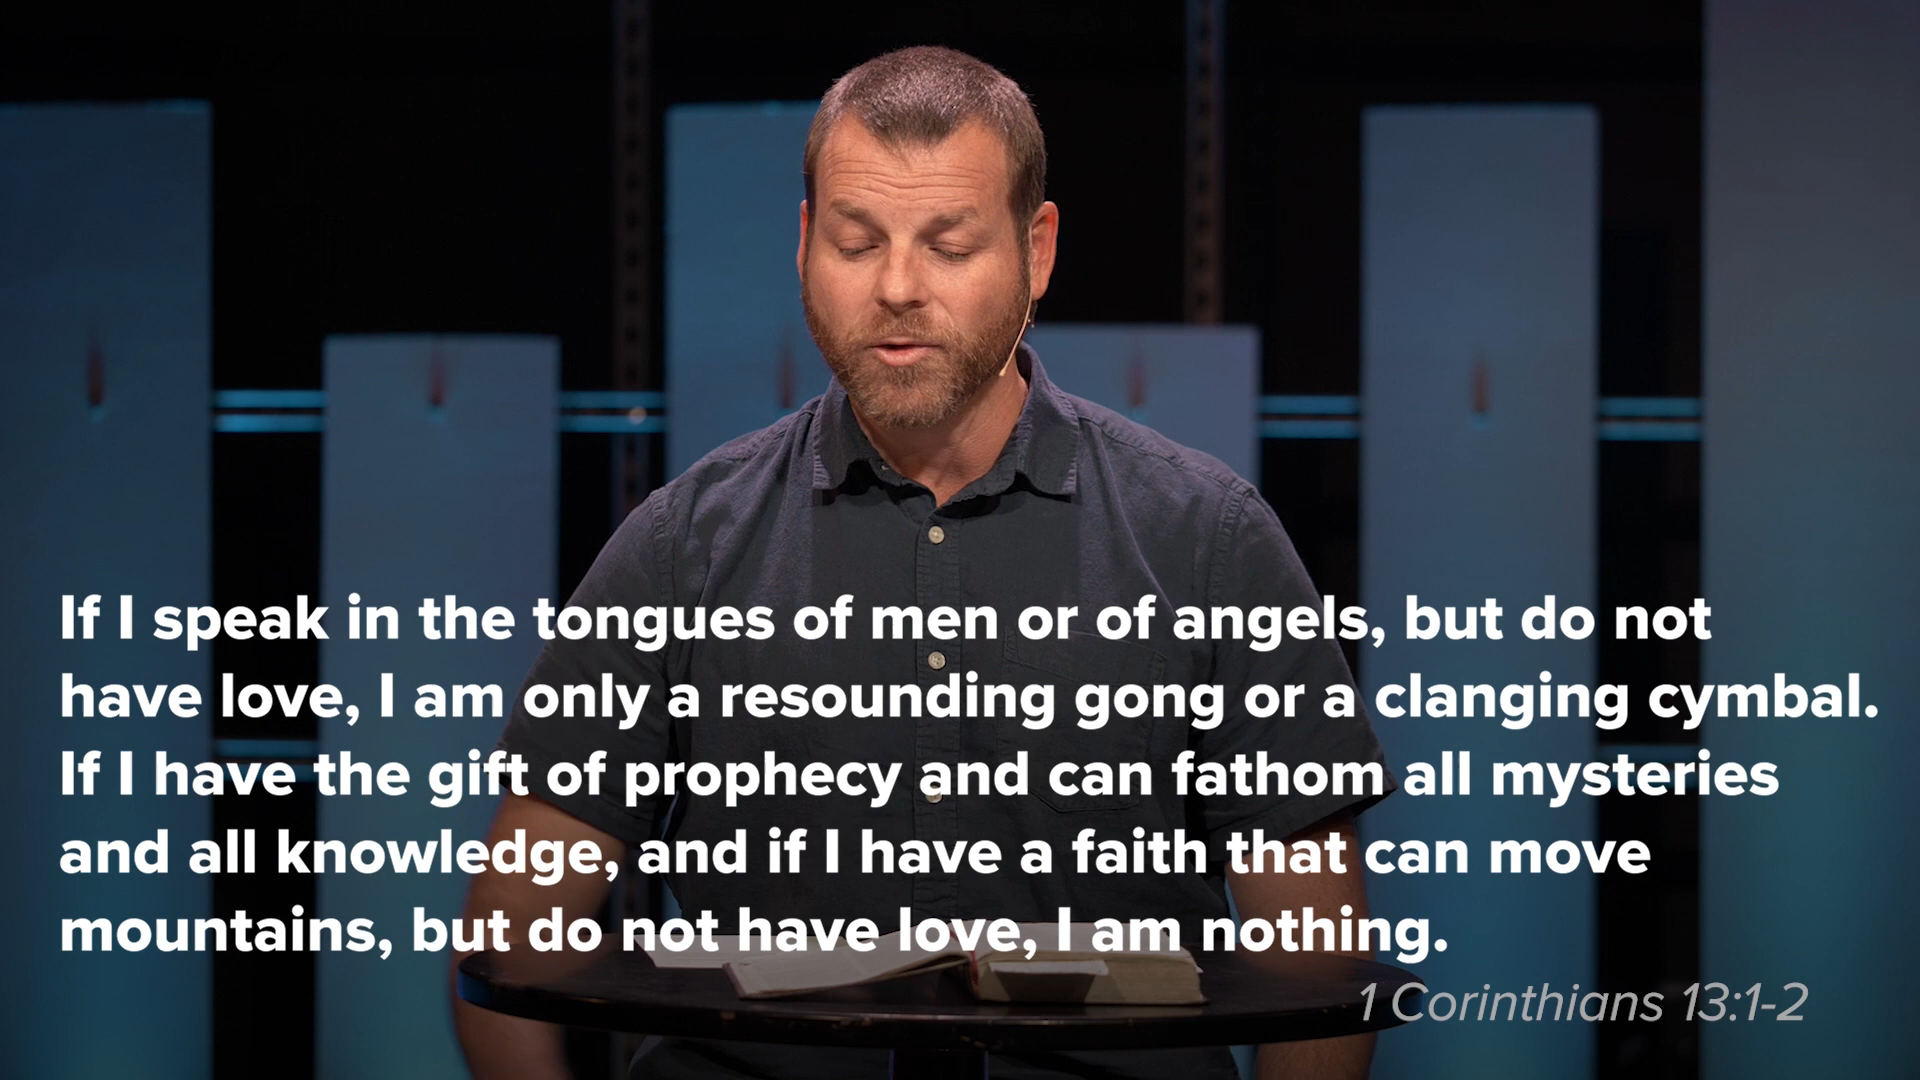 If I speak in the tongues of men or of angels, but do not
have love, I am only a resounding gong or a clanging cymbal.
If I have the gift of prophecy and can fathom all mysteries
and all knowledge, and if I have a faith that can move
mountains, but do not have love, I am nothing.
1 Corinthians 13:1-2